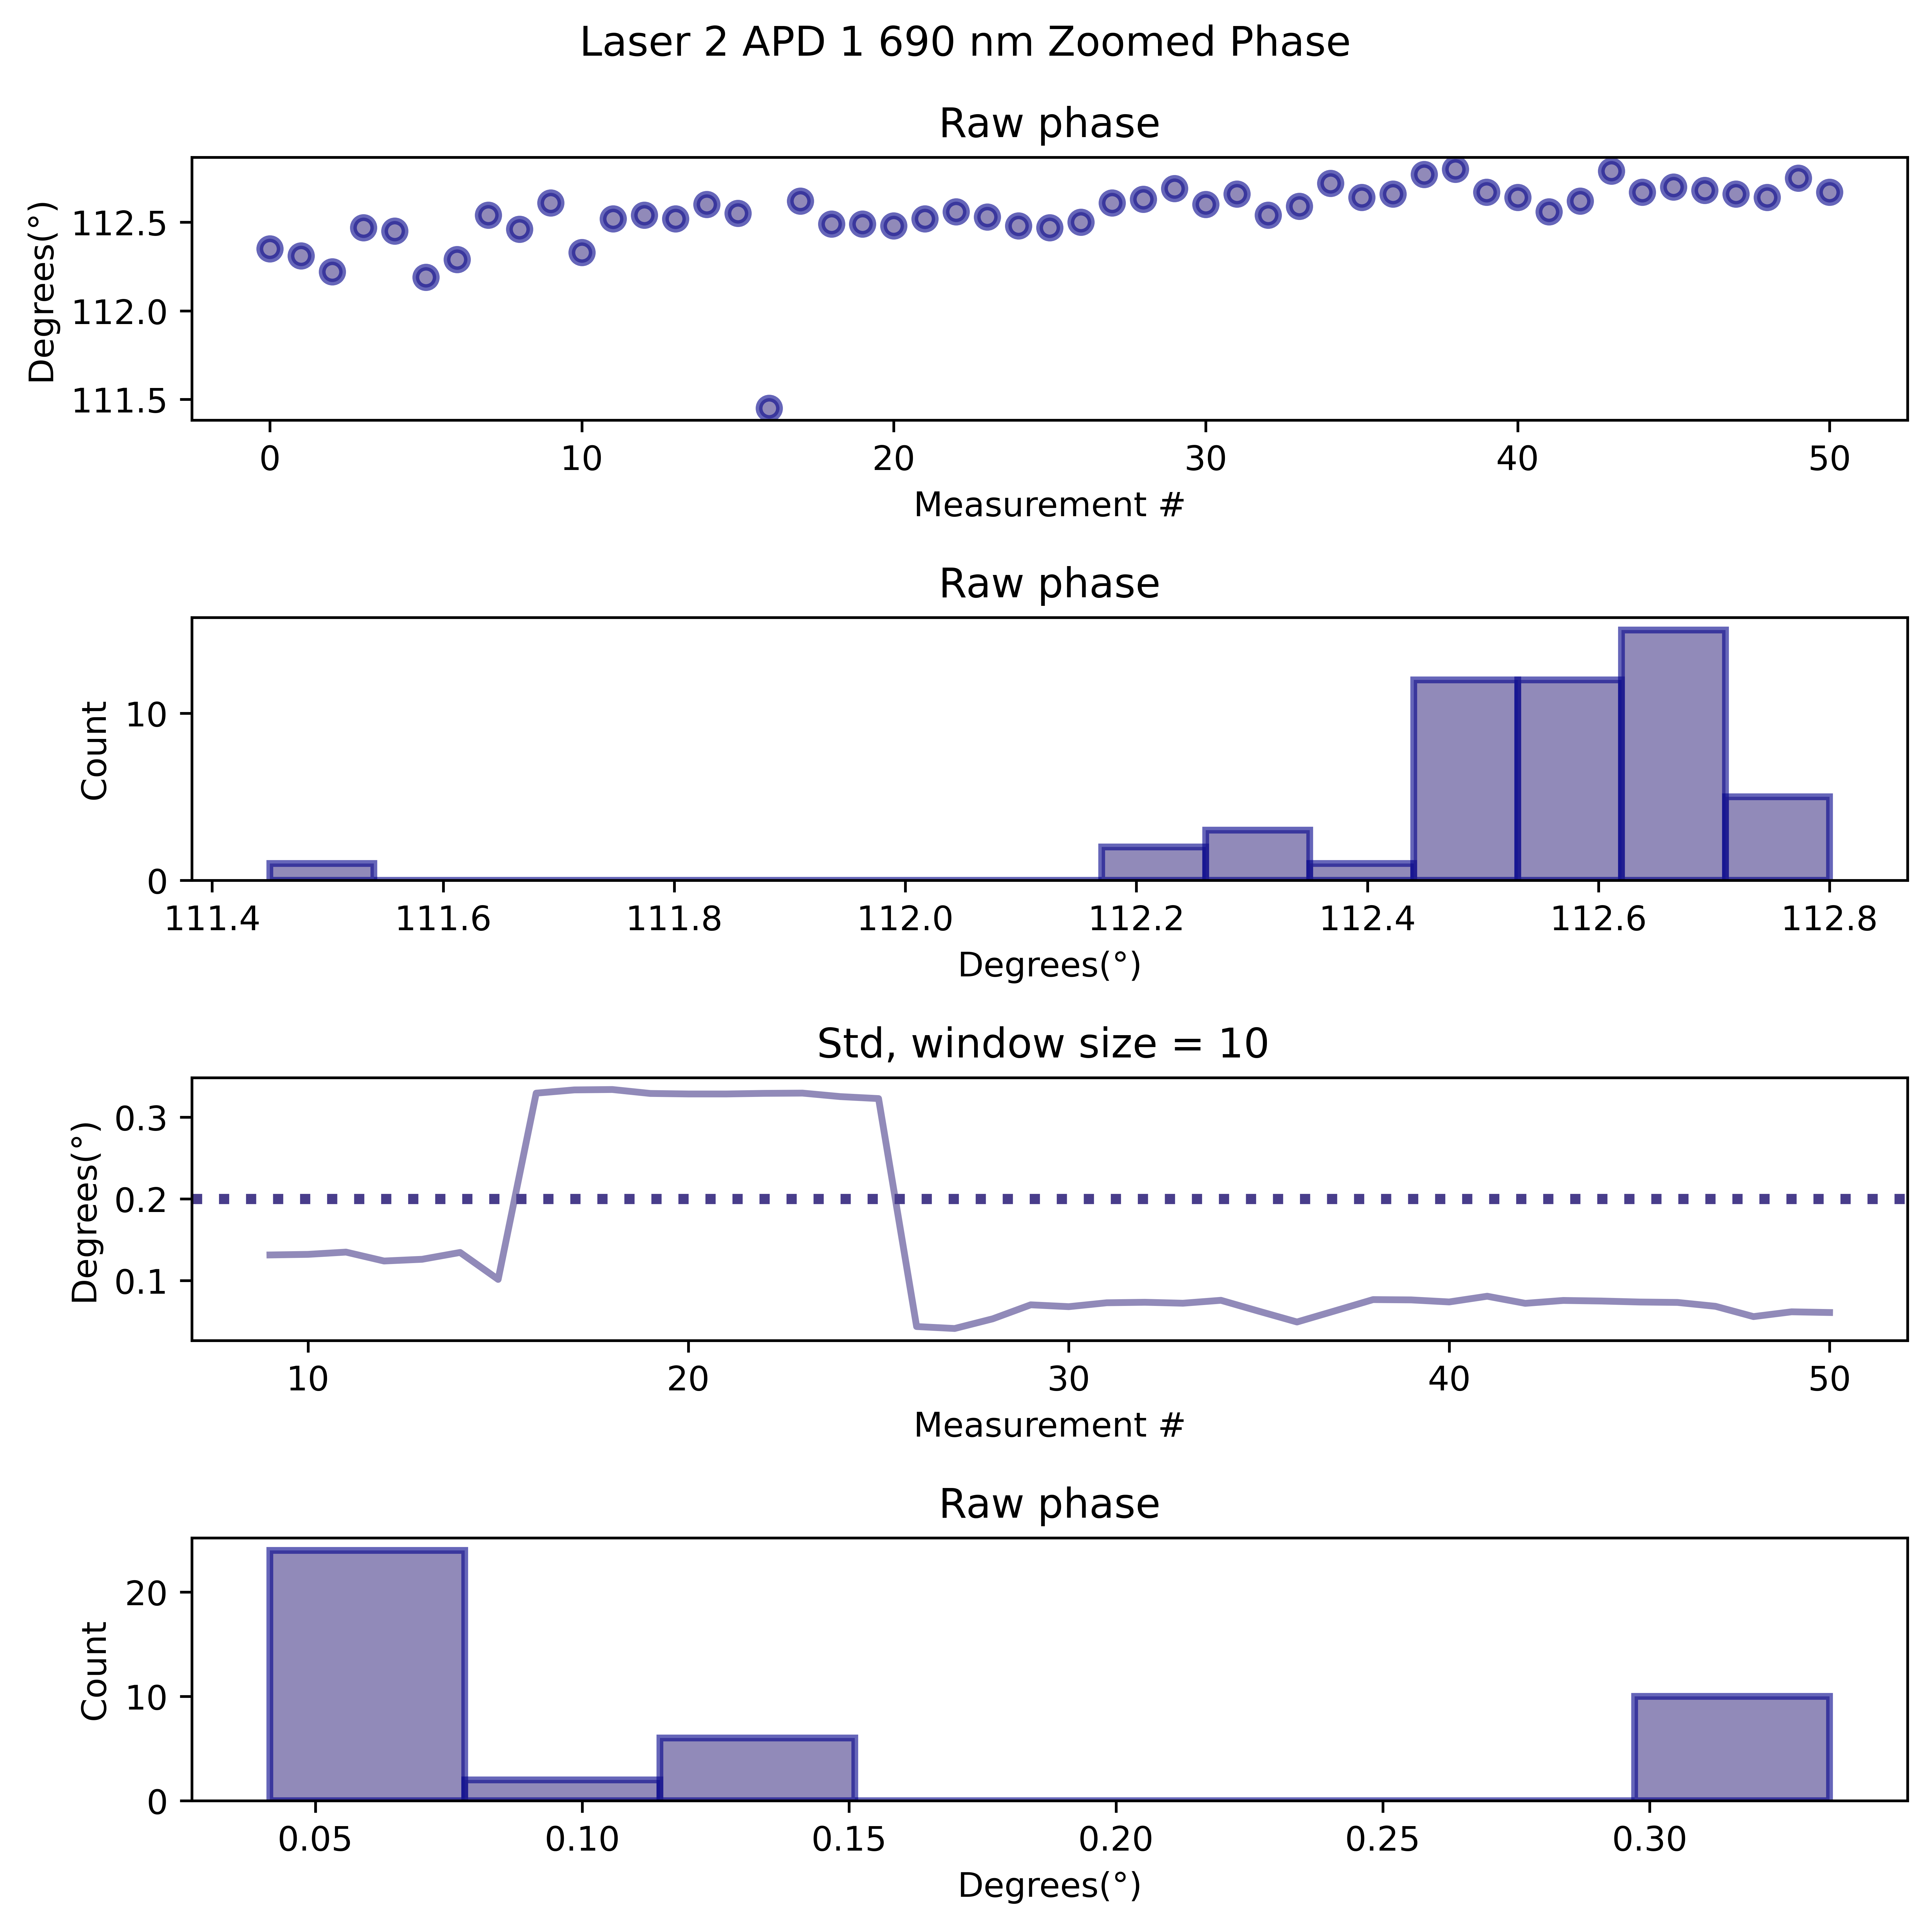 Laser 2 APD 1 690 nm Zoomed Phase
Raw phase
Degrees(°)
112.5
112.0
111.5
0 10 20 30 40 50
Measurement #
Raw phase
Count
10
0
111.4 111.6 111.8 112.0 112.2 112.4 112.6 112.8
Degrees(°)
Std, window size = 10
Degrees(°)
0.3
0.2
0.1
10 20 30 40 50
Measurement #
Raw phase
Count
20
10
0
0.05 0.10 0.15 0.20 0.25 0.30
Degrees(°)